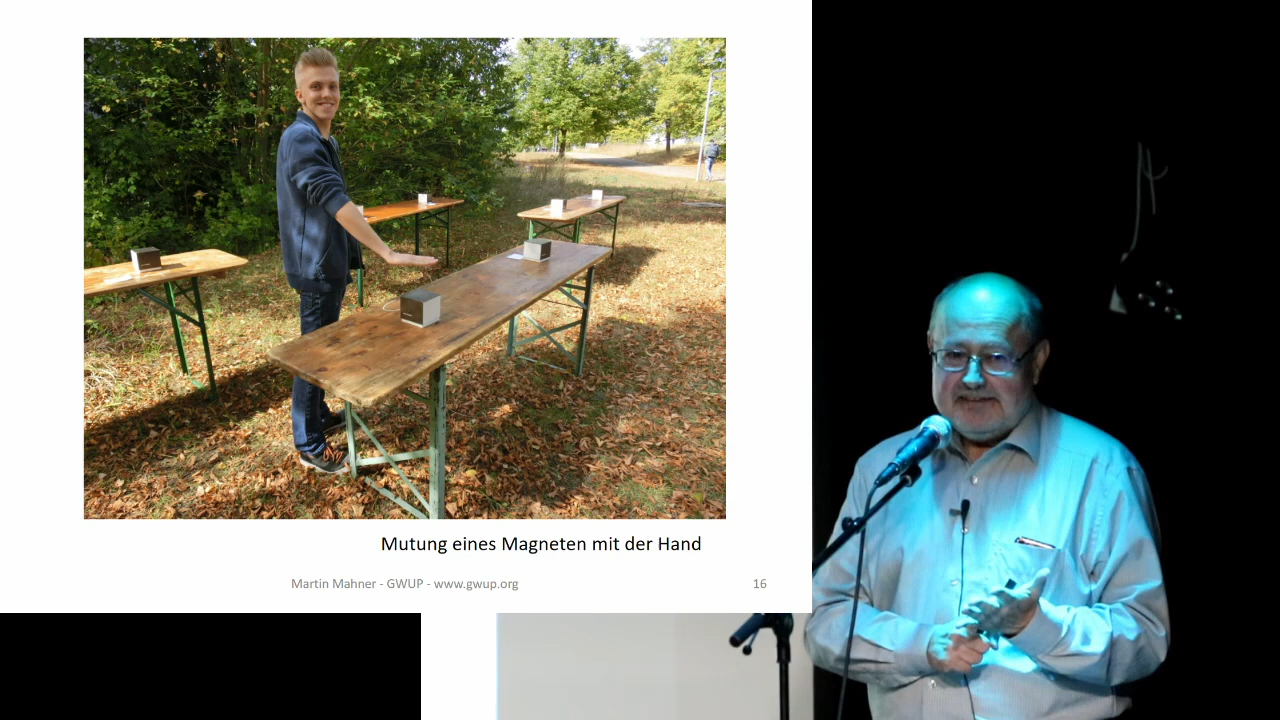 Mutung eines Magneten mit der Hand
Martin Mahner - GWUP - www.gwup.org
16